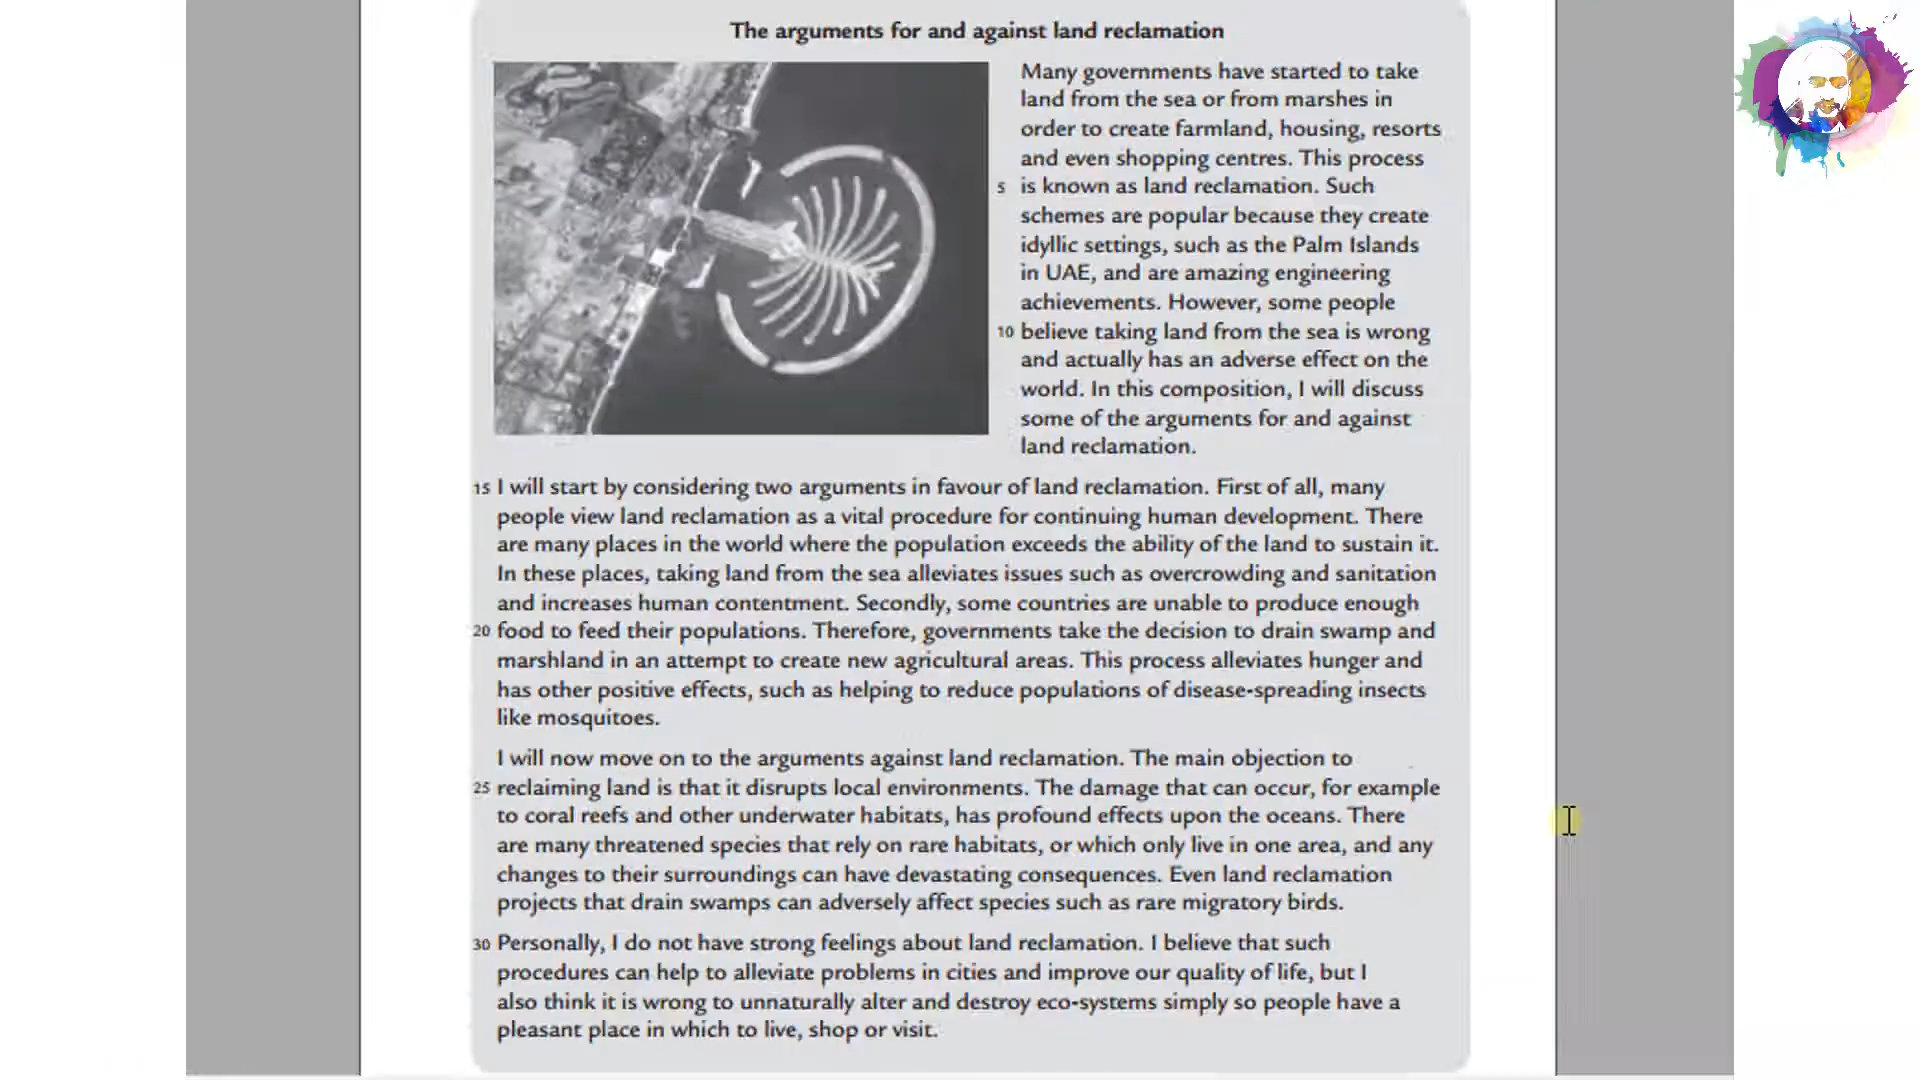 The arguments for and against land reclamation
Many governments have started to take
land from the sea or from marshes in
order to create farmland, housing, resorts
and even shopping centres. This process
5 is known as land reclamation. Such
schemes are popular because they create
idyllic settings, such as the Palm Islands
in UAE, and are amazing engineering
achievements. However, some people
10 believe taking land from the sea is wrong
and actually has an adverse effect on the
world. In this composition, I will discuss
some of the arguments for and against
land reclamation.
15 I will start by considering two arguments in favour of land reclamation. First of all, many
people view land reclamation as a vital procedure for continuing human development. There
are many places in the world where the population exceeds the ability of the land to sustain it.
In these places, taking land from the sea alleviates issues such as overcrowding and sanitation
and increases human contentment. Secondly, some countries are unable to produce enough
20 food to feed their populations. Therefore, governments take the decision to drain swamp and
marshland in an attempt to create new agricultural areas. This process alleviates hunger and
has other positive effects, such as helping to reduce populations of disease-spreading insects
like mosquitoes.
I will now move on to the arguments against land reclamation. The main objection to
25 reclaiming land is that it disrupts local environments. The damage that can occur, for example
to coral reefs and other underwater habitats, has profound effects upon the oceans. There
are many threatened species that rely on rare habitats, or which only live in one area, and any
changes to their surroundings can have devastating consequences. Even land reclamation
projects that drain swamps can adversely affect species such as rare migratory birds.
30 Personally, I do not have strong feelings about land reclamation. I believe that such
procedures can help to alleviate problems in cities and improve our quality of life, but I
also think it is wrong to unnaturally alter and destroy eco-systems simply so people have a
pleasant place in which to live, shop or visit.